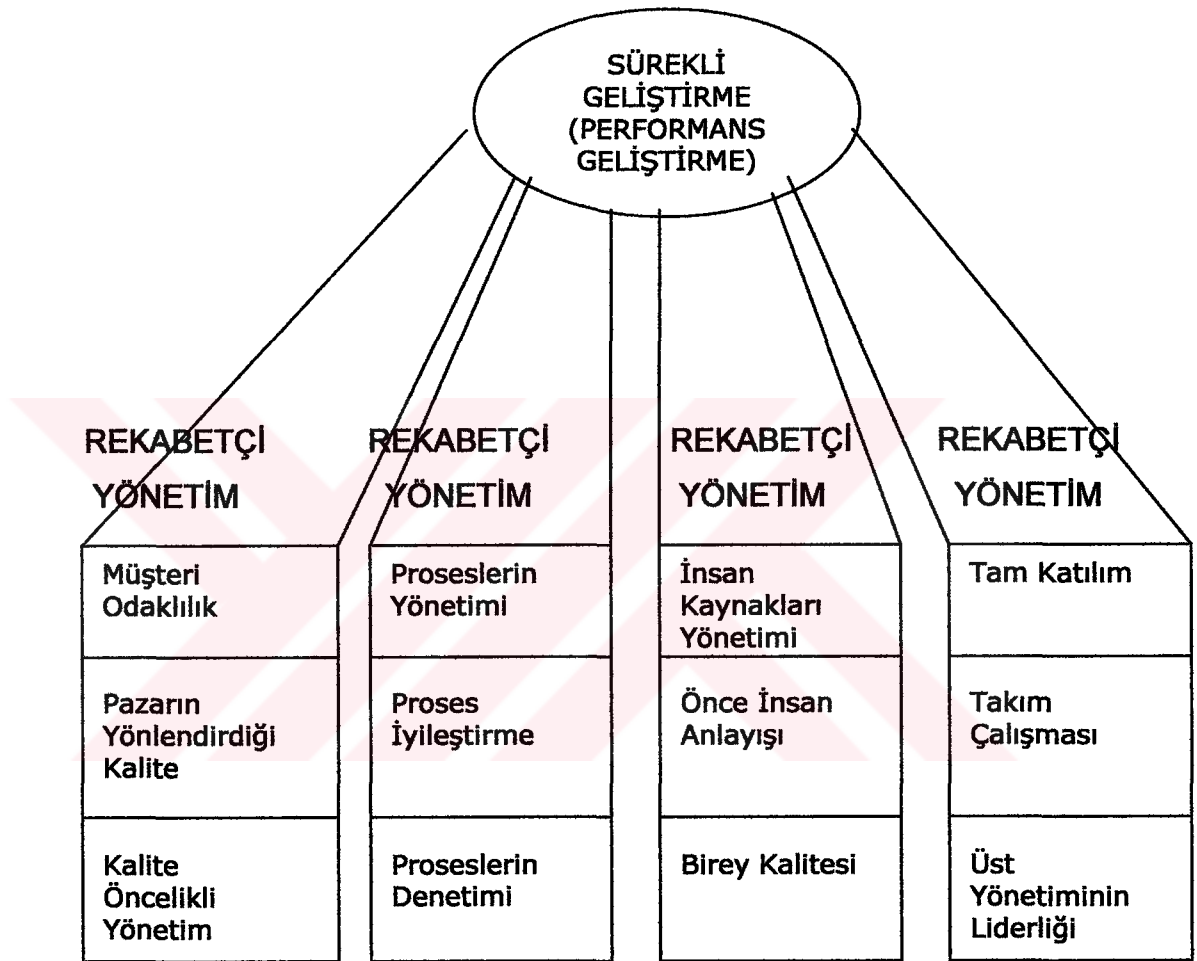 SÜREKLİ
GELİŞTİRME
(PERFORMANS
GELİŞTİRME)
REKABETÇİ
YÖNETİM
REKABETÇİ
YÖNETİM
REKABETÇİ
YÖNETİM
REKABETÇİ
YÖNETİM
Müşteri
Odaklılık
Proseslerin
Yönetimi
İnsan
Kaynakları
Yönetimi
Tam Katılım
Pazarın
Yönlendirdiği
Kalite
Proses
İyileştirme
Önce İnsan
Anlayışı
Takım
Çalışması
Kalite
Öncelikli
Yönetim
Proseslerin
Denetimi
Birey Kalitesi
Üst
Yönetiminin
Liderliği